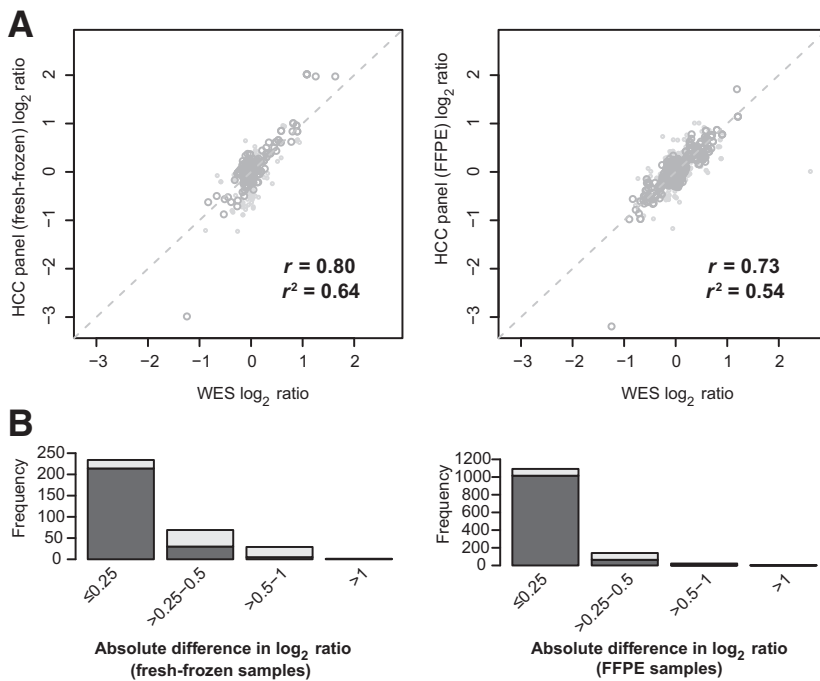 A
HCC panel (fresh-frozen) log2 ratio
2
1
0
−1
−2
−3
r = 0.80
r² = 0.64
−3 −2 −1 0 1 2
WES log2 ratio
HCC panel (FFPE) log2 ratio
2
1
0
−1
−2
−3
r = 0.73
r² = 0.54
−3 −2 −1 0 1 2
WES log2 ratio
B
Frequency
250
200
150
100
50
0
≤0.25 >0.25−0.5 >0.5−1 >1
Absolute difference in log2 ratio
(fresh-frozen samples)
Frequency
1200
1000
800
600
400
200
0
≤0.25 >0.25−0.5 >0.5−1 >1
Absolute difference in log2 ratio
(FFPE samples)